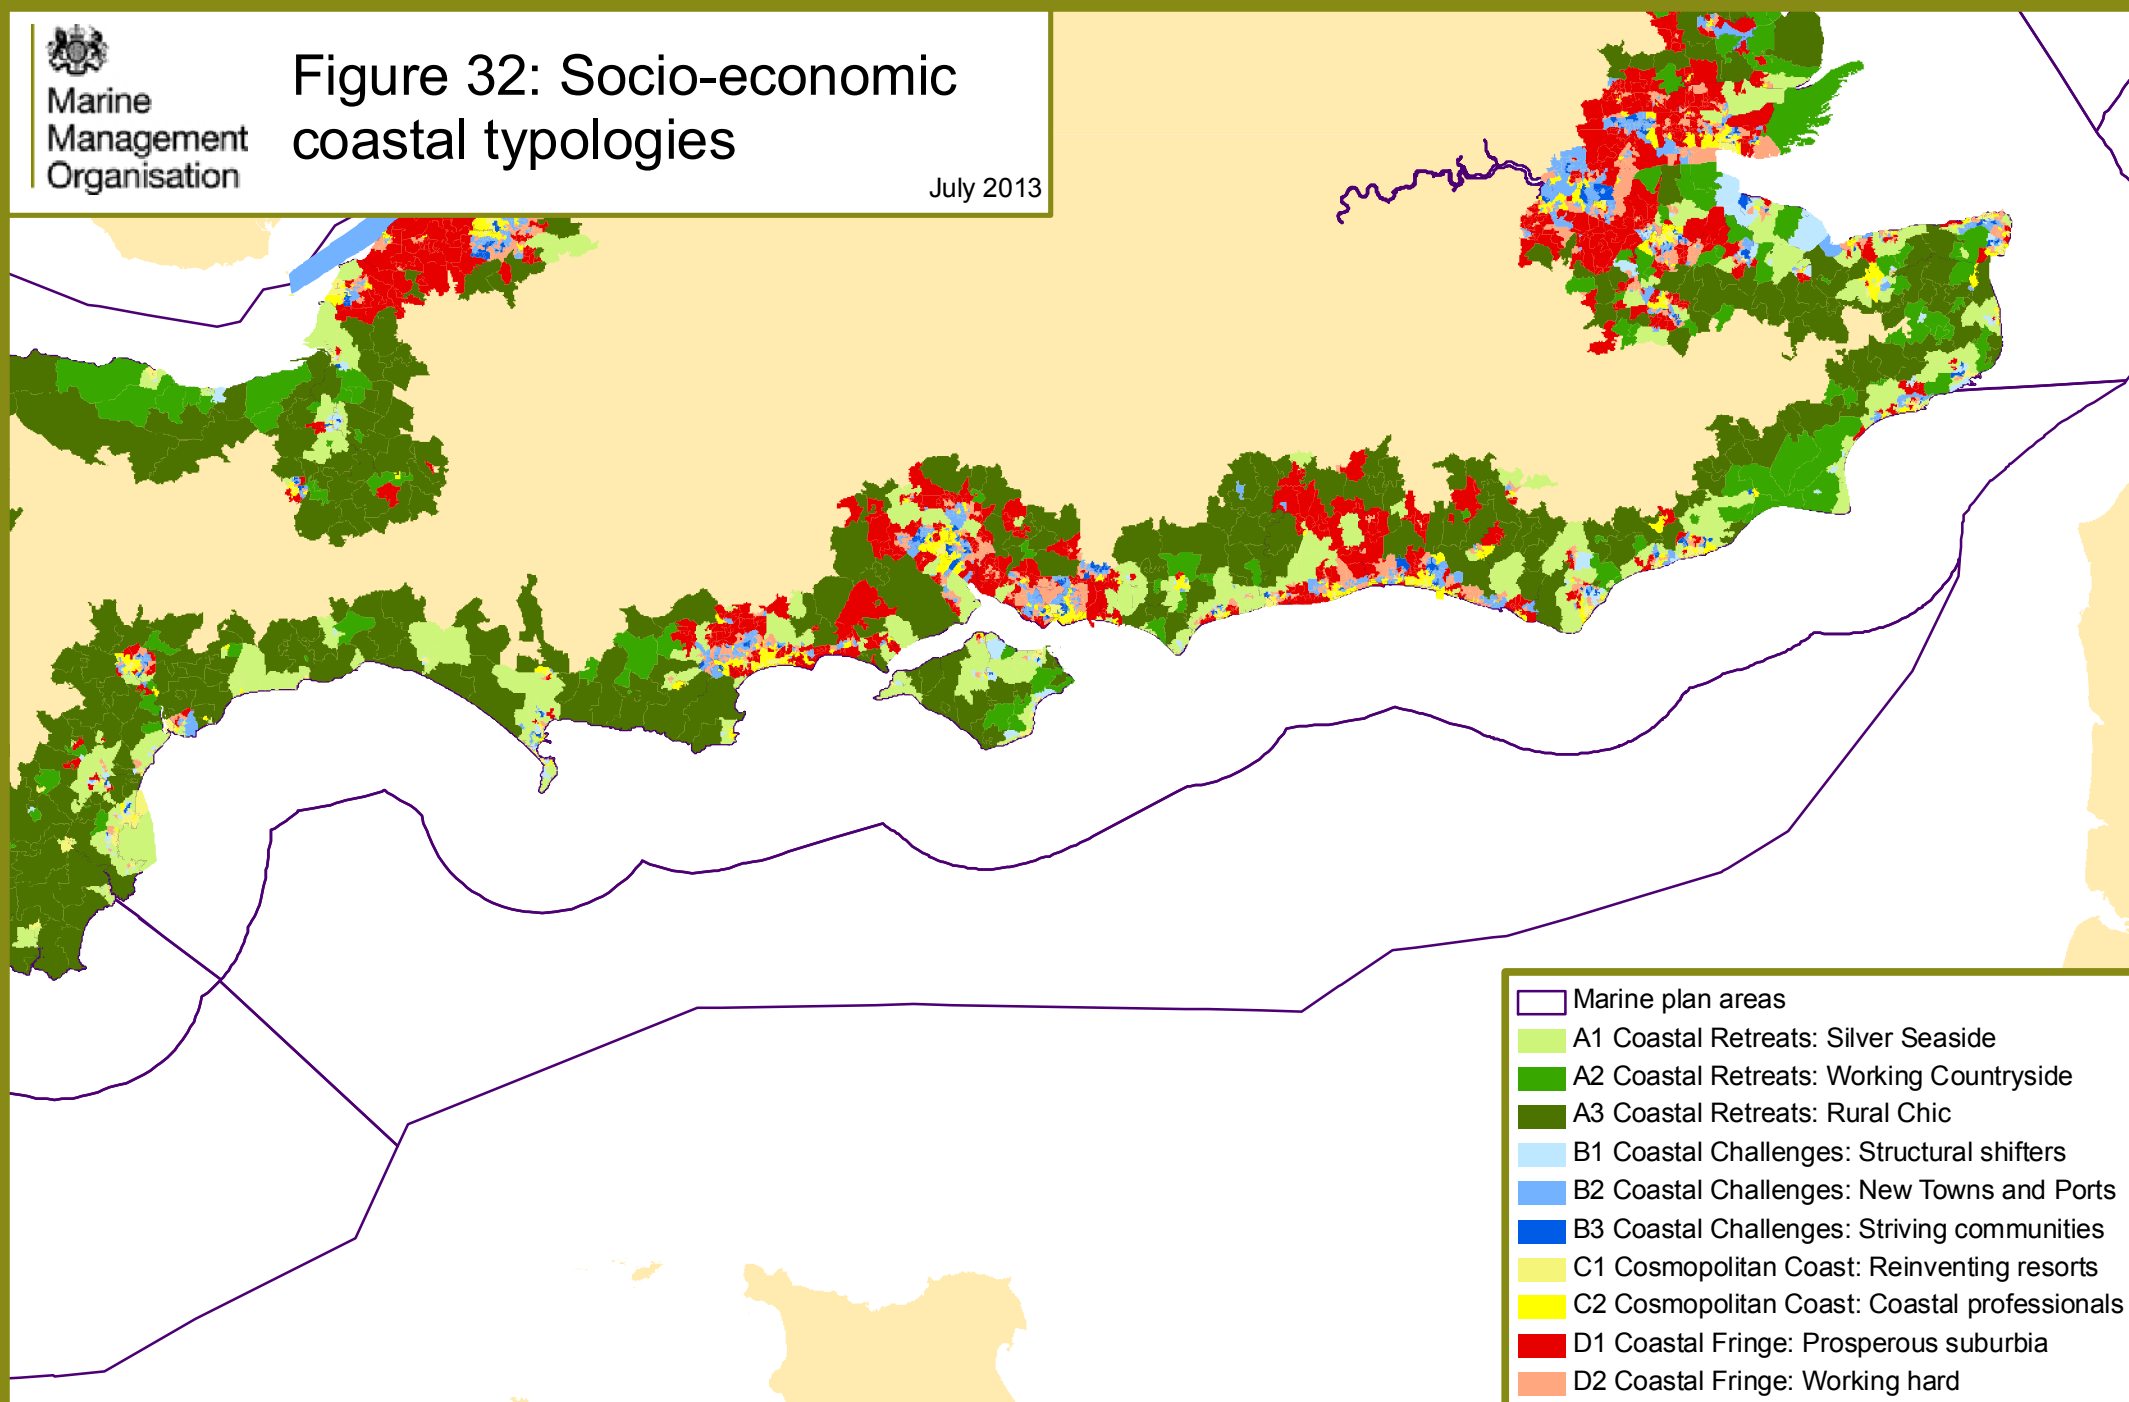 Marine
Management
Organisation
Figure 32: Socio-economic
coastal typologies
July 2013
Marine plan areas
A1 Coastal Retreats: Silver Seaside
A2 Coastal Retreats: Working Countryside
A3 Coastal Retreats: Rural Chic
B1 Coastal Challenges: Structural shifters
B2 Coastal Challenges: New Towns and Ports
B3 Coastal Challenges: Striving communities
C1 Cosmopolitan Coast: Reinventing resorts
C2 Cosmopolitan Coast: Coastal professionals
D1 Coastal Fringe: Prosperous suburbia
D2 Coastal Fringe: Working hard